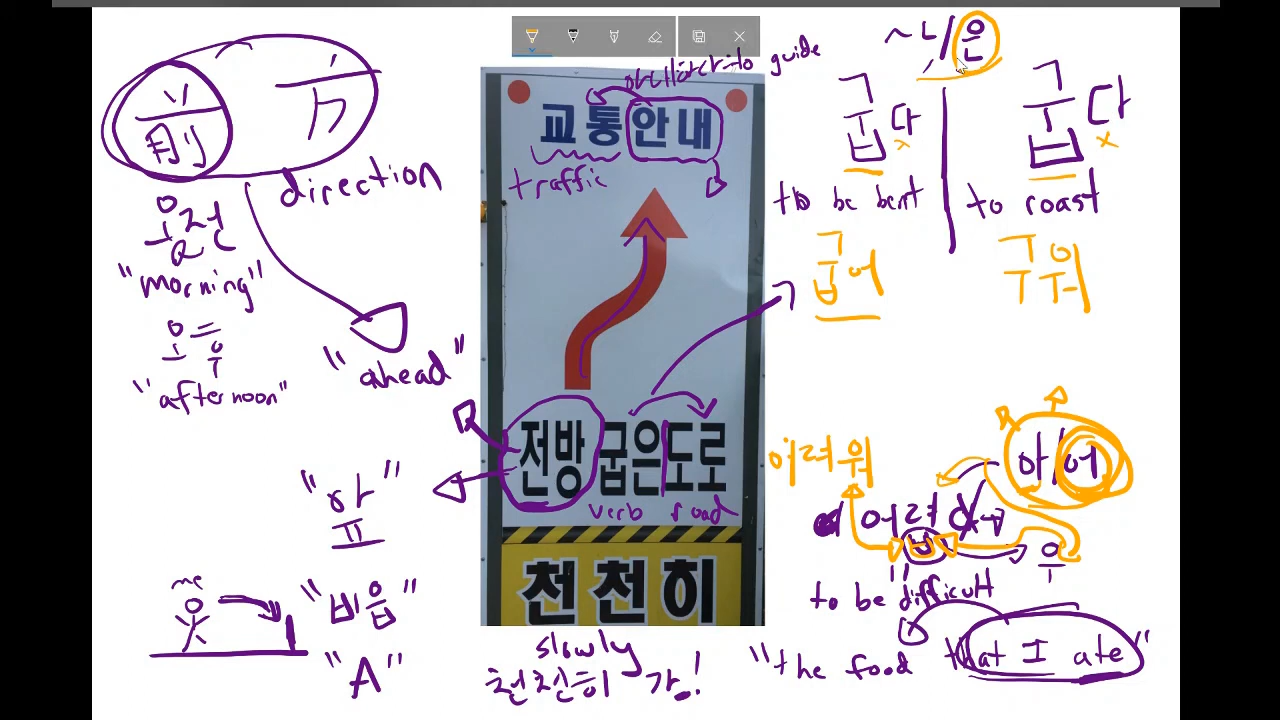 ~ㄴ/은
to guide
前方
direction
교통안내
traffic
굽다
굽다
to be bent
to roast
오전
"morning"
오후
"afternoon"
굽어
구워
"ahead"
전방굽은도로
verb road
어려워
아/어
"앞"
어렵다
우
to be difficult
천천히
me
"비읍"
"A"
slowly
천천히
"the food that I ate"